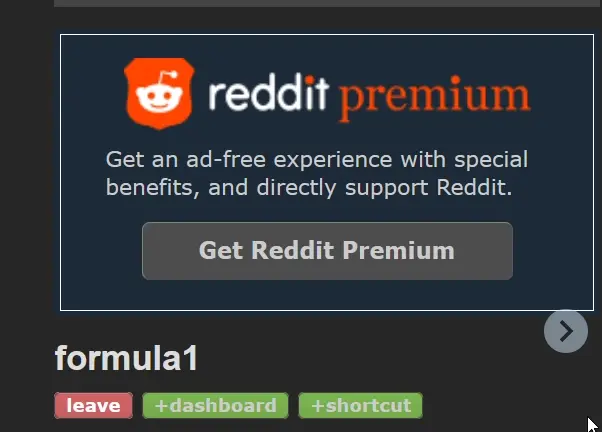 reddit premium
Get an ad-free experience with special
benefits, and directly support Reddit.
Get Reddit Premium
formula1
leave +dashboard +shortcut